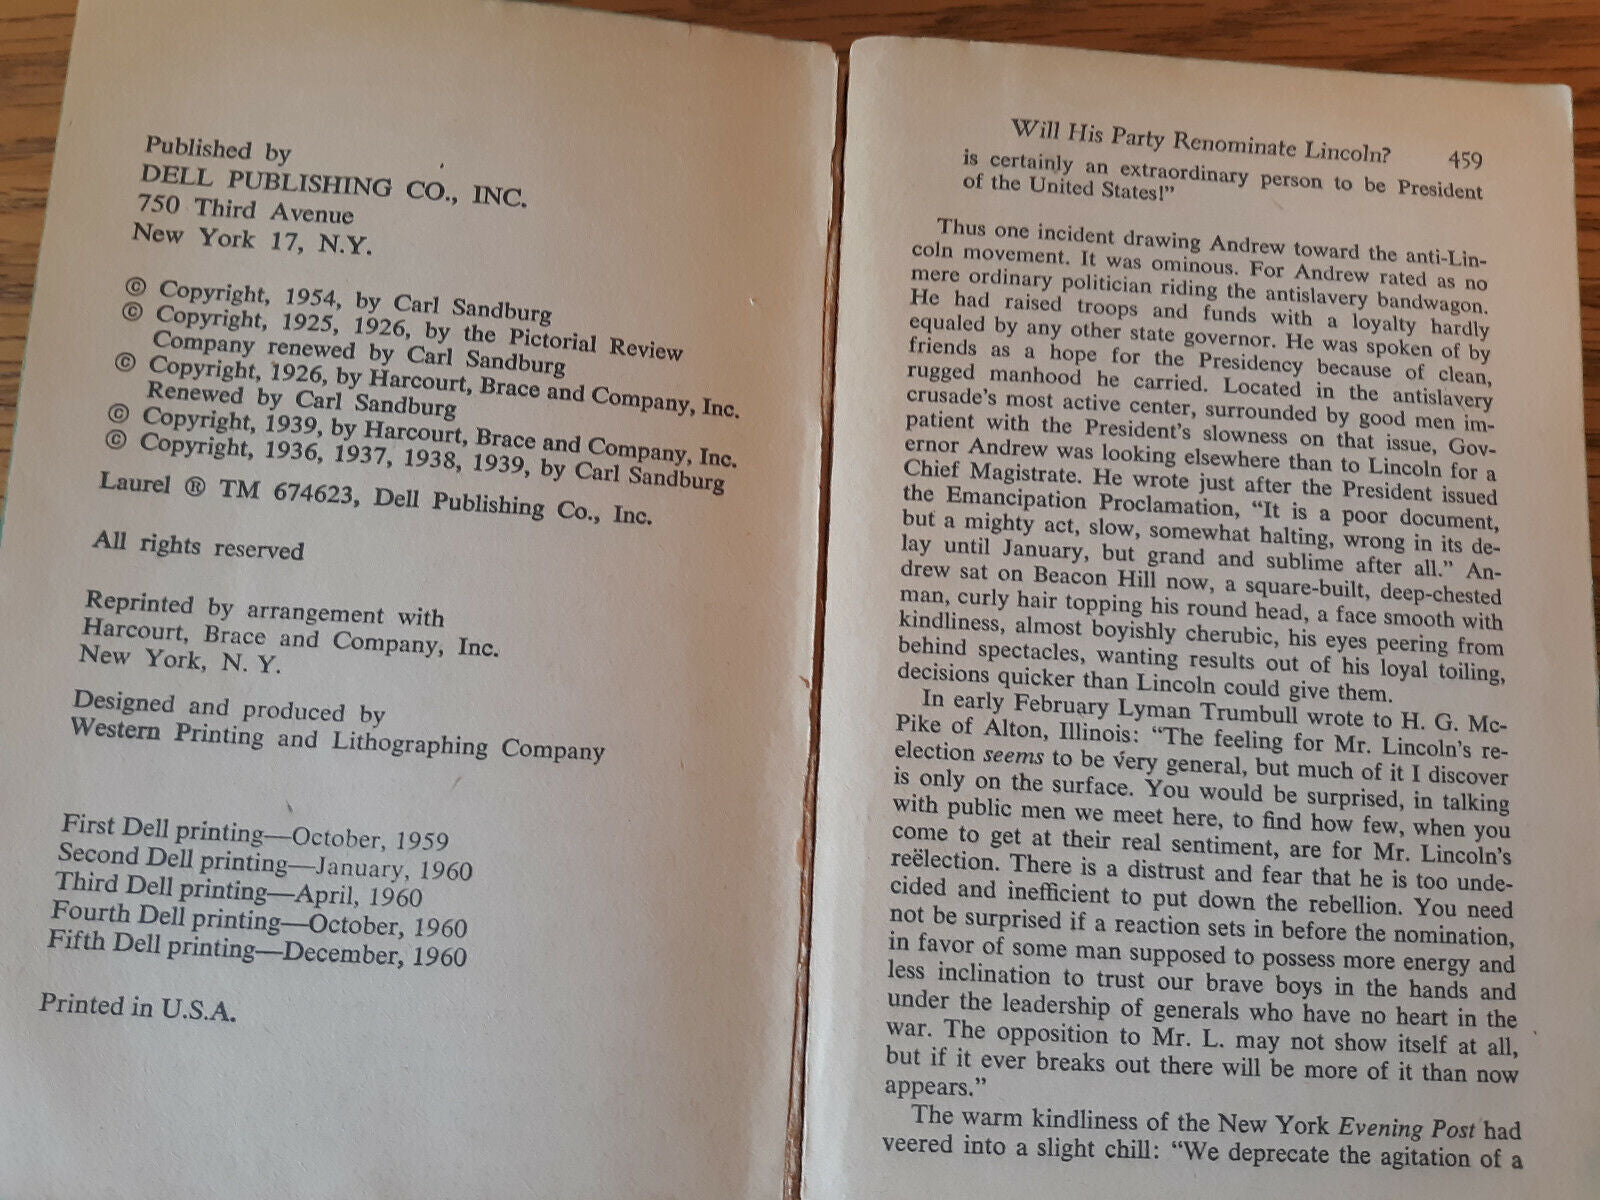 Published by
DELL PUBLISHING CO., INC.
750 Third Avenue
New York 17, N.Y.
© Copyright, 1954, by Carl Sandburg
© Copyright, 1925, 1926, by the Pictorial Review
Company renewed by Carl Sandburg
© Copyright, 1926, by Harcourt, Brace and Company, Inc.
Renewed by Carl Sandburg
© Copyright, 1939, by Harcourt, Brace and Company, Inc.
© Copyright, 1936, 1937, 1938, 1939, by Carl Sandburg
Laurel ® TM 674623, Dell Publishing Co., Inc.
All rights reserved
Reprinted by arrangement with
Harcourt, Brace and Company, Inc.
New York, N. Y.
Designed and produced by
Western Printing and Lithographing Company
First Dell printing—October, 1959
Second Dell printing—January, 1960
Third Dell printing—April, 1960
Fourth Dell printing—October, 1960
Fifth Dell printing—December, 1960
Printed in U.S.A.
Will His Party Renominate Lincoln? 459
is certainly an extraordinary person to be President
of the United States!"
Thus one incident drawing Andrew toward the anti-Lin-
coln movement. It was ominous. For Andrew rated as no
mere ordinary politician riding the antislavery bandwagon.
He had raised troops and funds with a loyalty hardly
equaled by any other state governor. He was spoken of by
friends as a hope for the Presidency because of clean,
rugged manhood he carried. Located in the antislavery
crusade's most active center, surrounded by good men im-
patient with the President's slowness on that issue, Gov-
ernor Andrew was looking elsewhere than to Lincoln for a
Chief Magistrate. He wrote just after the President issued
the Emancipation Proclamation, "It is a poor document,
but a mighty act, slow, somewhat halting, wrong in its de-
lay until January, but grand and sublime after all." An-
drew sat on Beacon Hill now, a square-built, deep-chested
man, curly hair topping his round head, a face smooth with
kindliness, almost boyishly cherubic, his eyes peering from
behind spectacles, wanting results out of his loyal toiling,
decisions quicker than Lincoln could give them.
In early February Lyman Trumbull wrote to H. G. Mc-
Pike of Alton, Illinois: "The feeling for Mr. Lincoln's re-
election seems to be very general, but much of it I discover
is only on the surface. You would be surprised, in talking
with public men we meet here, to find how few, when you
come to get at their real sentiment, are for Mr. Lincoln's
reëlection. There is a distrust and fear that he is too unde-
cided and inefficient to put down the rebellion. You need
not be surprised if a reaction sets in before the nomination,
in favor of some man supposed to possess more energy and
less inclination to trust our brave boys in the hands and
under the leadership of generals who have no heart in the
war. The opposition to Mr. L. may not show itself at all,
but if it ever breaks out there will be more of it than now
appears."
The warm kindliness of the New York Evening Post had
veered into a slight chill: "We deprecate the agitation of a